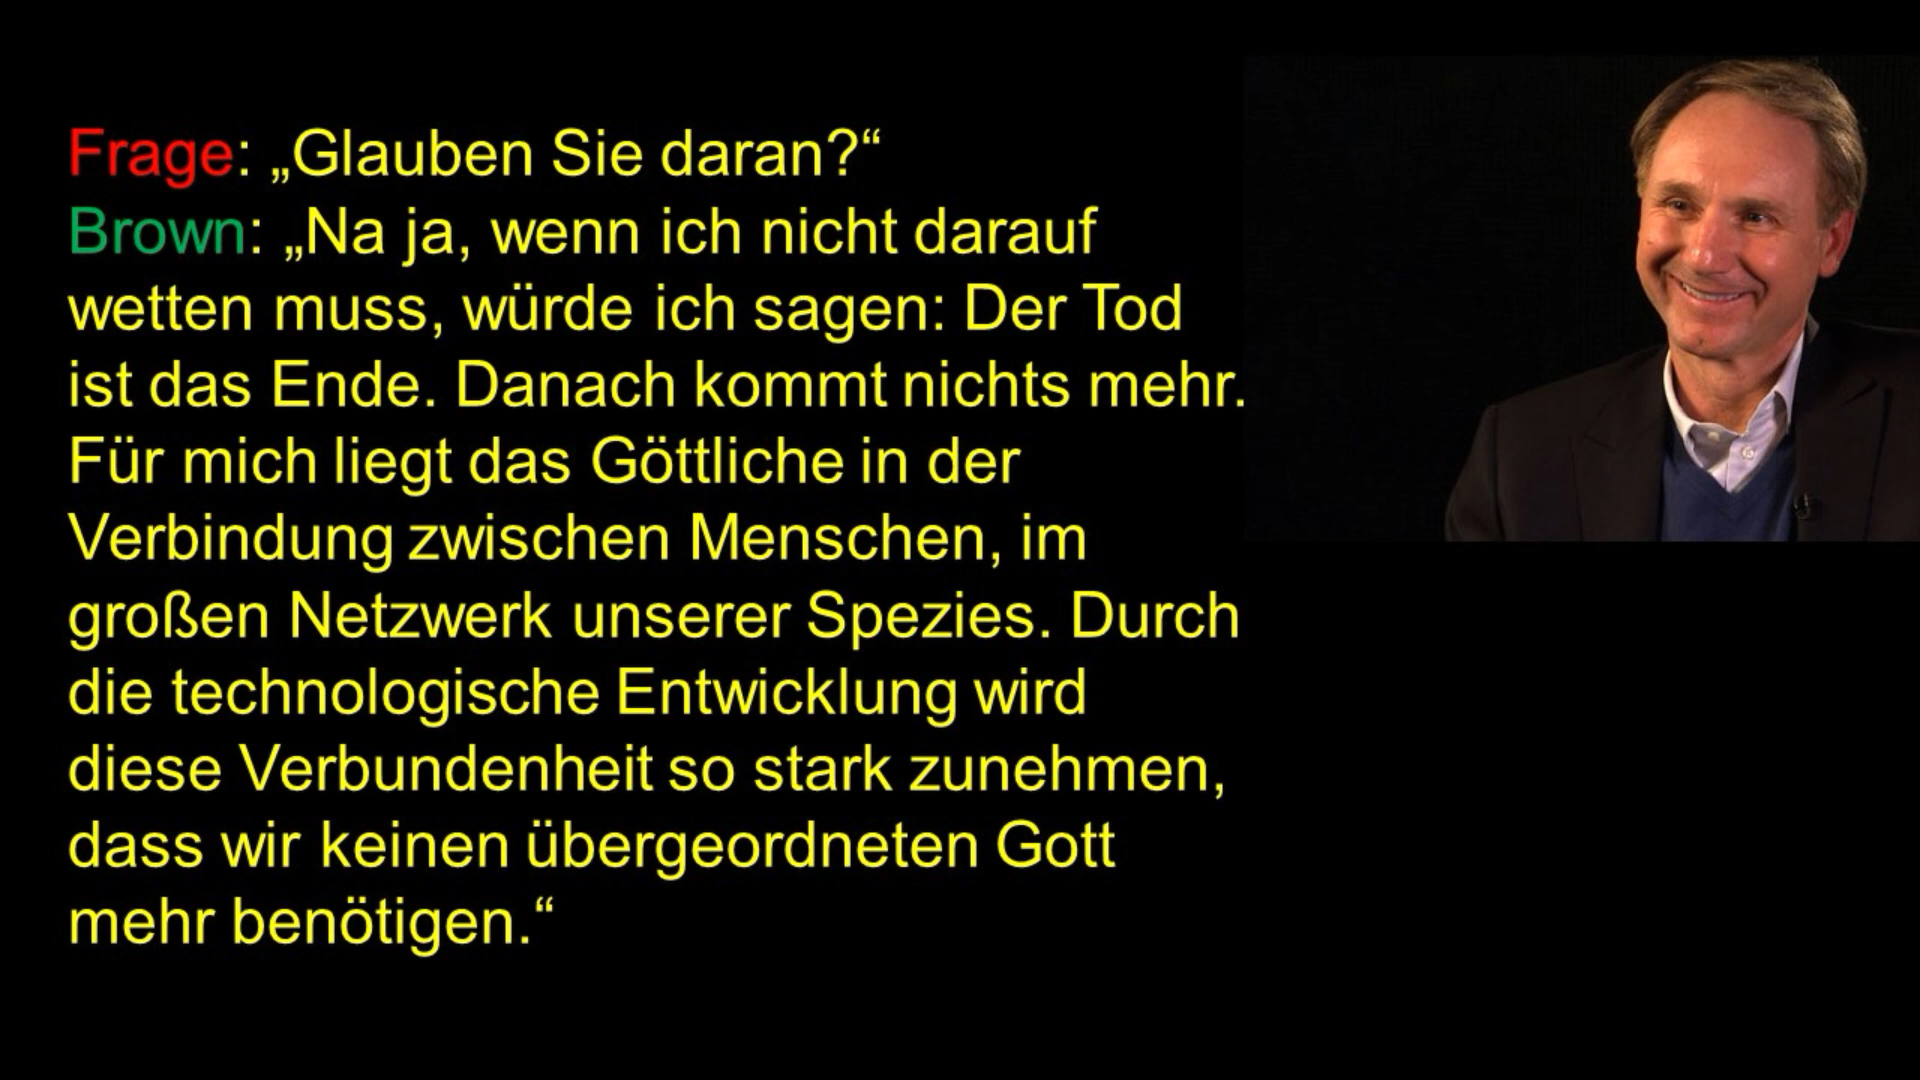 Frage: „Glauben Sie daran?“
Brown: „Na ja, wenn ich nicht darauf
wetten muss, würde ich sagen: Der Tod
ist das Ende. Danach kommt nichts mehr.
Für mich liegt das Göttliche in der
Verbindung zwischen Menschen, im
großen Netzwerk unserer Spezies. Durch
die technologische Entwicklung wird
diese Verbundenheit so stark zunehmen,
dass wir keinen übergeordneten Gott
mehr benötigen.“